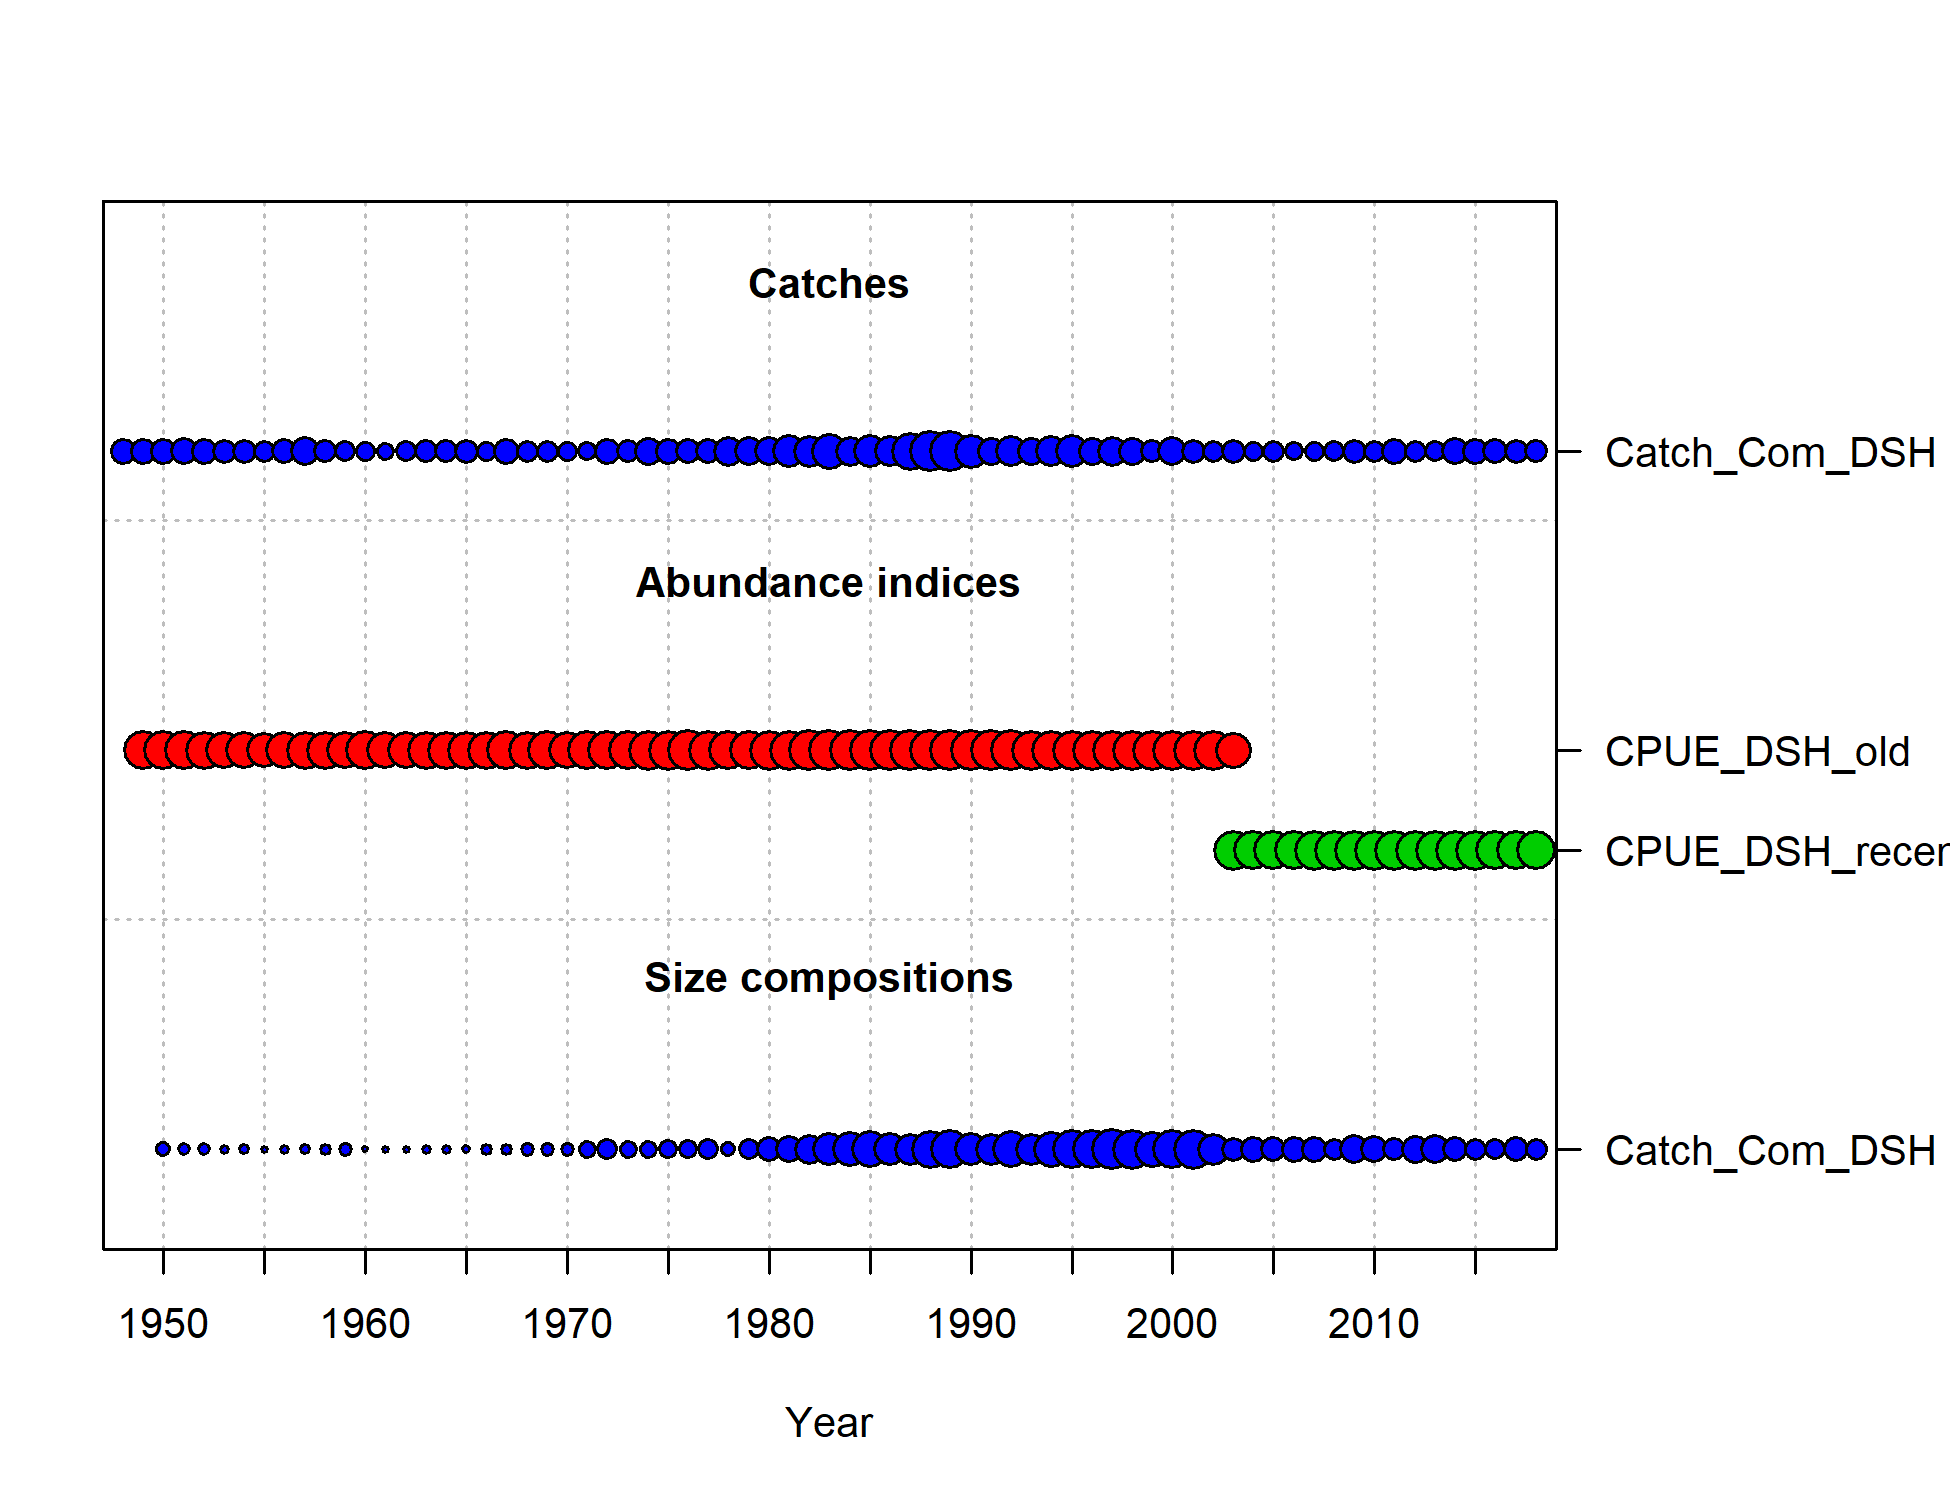 Catches
Catch_Com_DSH
Abundance indices
CPUE_DSH_old
CPUE_DSH_recer
Size compositions
Catch_Com_DSH
1950 1960 1970 1980 1990 2000 2010
Year